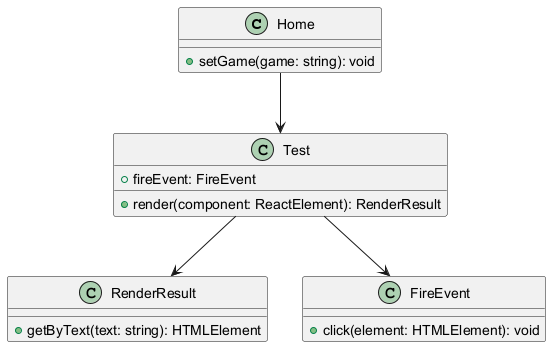 C Home
setGame(game: string): void
C Test
fireEvent: FireEvent
render(component: ReactElement): RenderResult
C RenderResult
getByText(text: string): HTMLElement
C FireEvent
click(element: HTMLElement): void